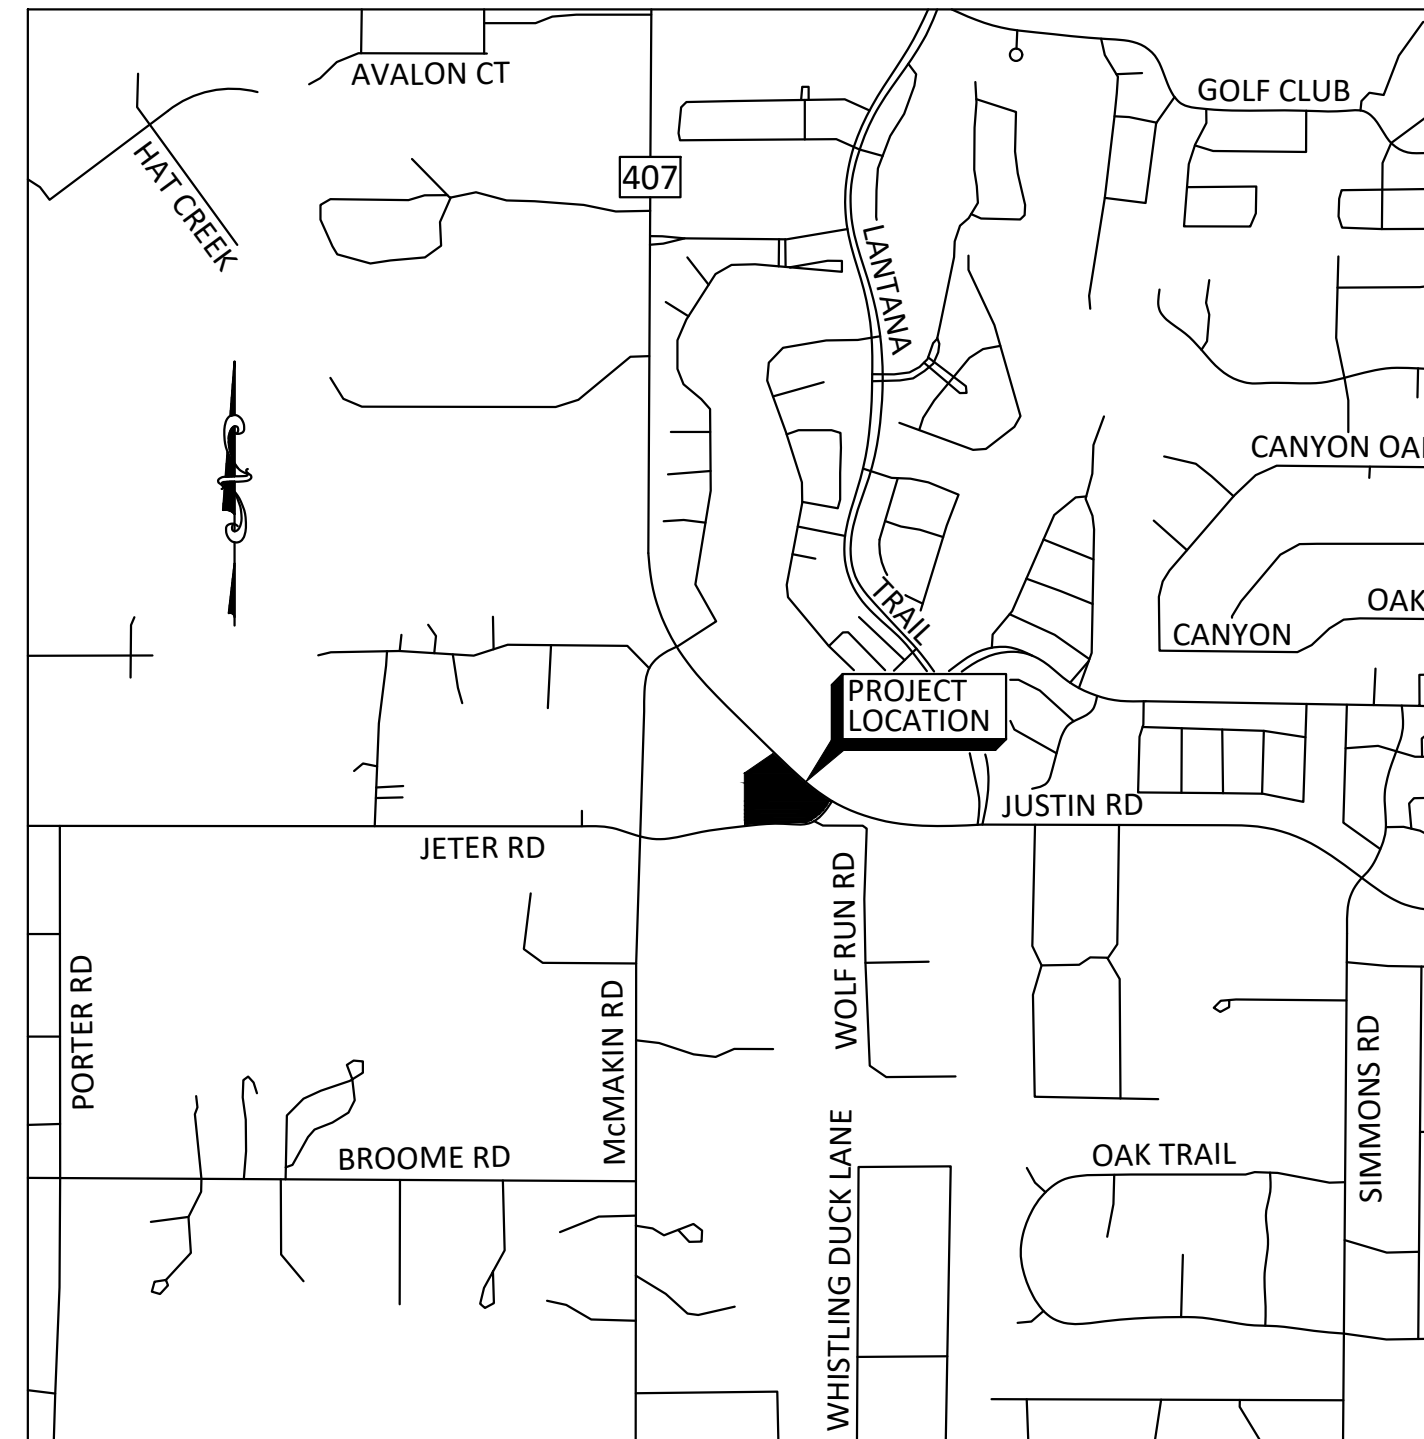 AVALON CT
GOLF CLUB
HAT CREEK
407
LANTANA
CANYON OAK
TRAIL
OAK
CANYON
PROJECT
LOCATION
JUSTIN RD
JETER RD
WOLF RUN RD
PORTER RD
McMAKIN RD
SIMMONS RD
BROOME RD
OAK TRAIL
WHISTLING DUCK LANE